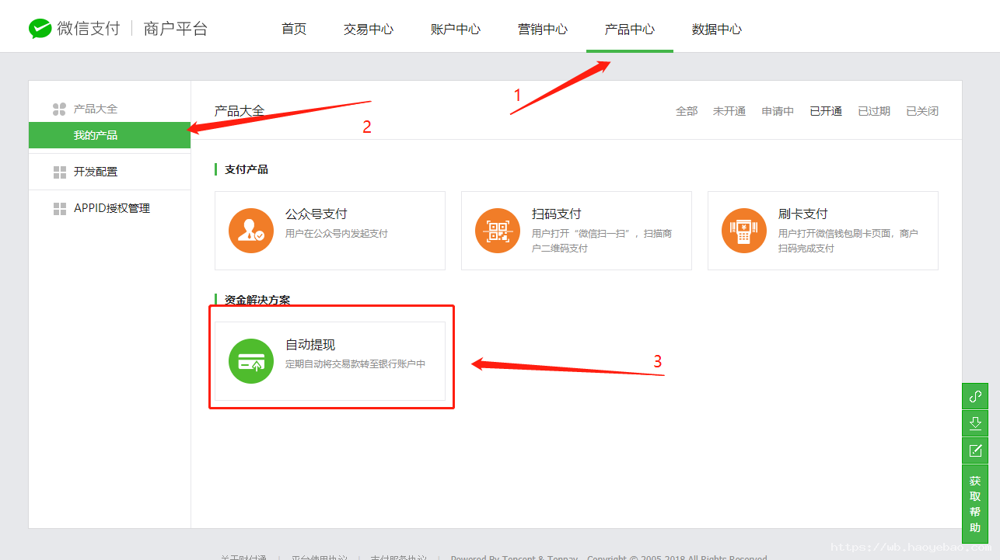 微信支付 商户平台
首页 交易中心 账户中心 营销中心 产品中心 数据中心
1
2
产品大全
我的产品
开发配置
APPID授权管理
产品大全
全部 未开通 申请中 已开通 已过期 已关闭
支付产品
公众号支付
用户在公众号内发起支付
扫码支付
用户打开“微信扫一扫”，扫描商
户二维码支付
刷卡支付
用户打开微信钱包刷卡页面，商户
扫码完成支付
资金解决方案
自动提现
定期自动将交易款转至银行账户中
3
获
取
帮
助
https://wb.haoyebao.com
关于财付通 | 平台使用协议 | 支付服务协议 | Powered By Tencent & Tenpay Copyright © 2005-2018 All Rights Reserved